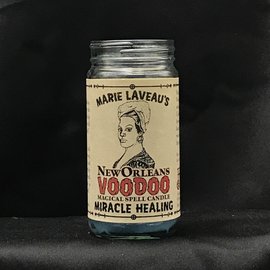 MARIE LAVEAU'S
NEW ORLEANS
VOODOO
MAGICAL SPELL CANDLE
MIRACLE HEALING